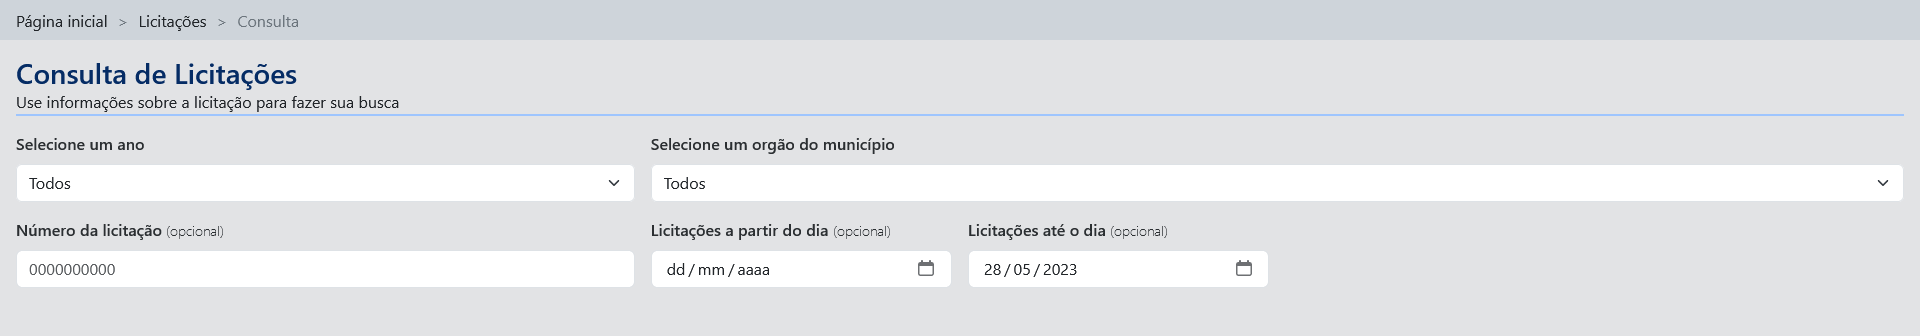 Página inicial > Licitações > Consulta
Consulta de Licitações
Use informações sobre a licitação para fazer sua busca
Selecione um ano
Selecione um orgão do município
Todos
Todos
Número da licitação (opcional)
Licitações a partir do dia (opcional)
Licitações até o dia (opcional)
0000000000
dd / mm / aaaa
28 / 05 / 2023